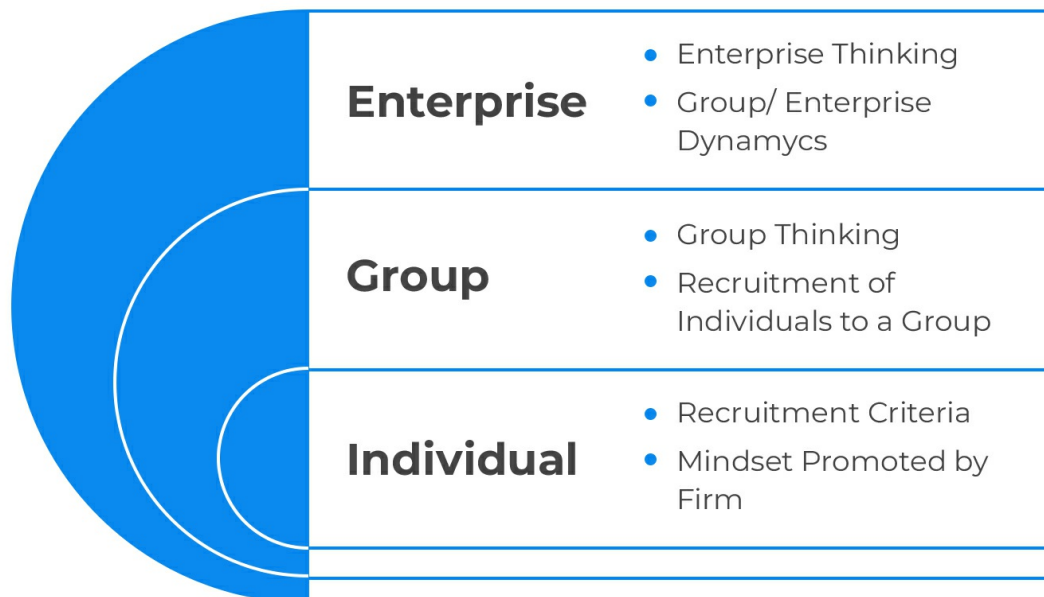 Enterprise
Enterprise Thinking
Group/ Enterprise
Dynamycs
Group
Group Thinking
Recruitment of
Individuals to a Group
Individual
Recruitment Criteria
Mindset Promoted by
Firm